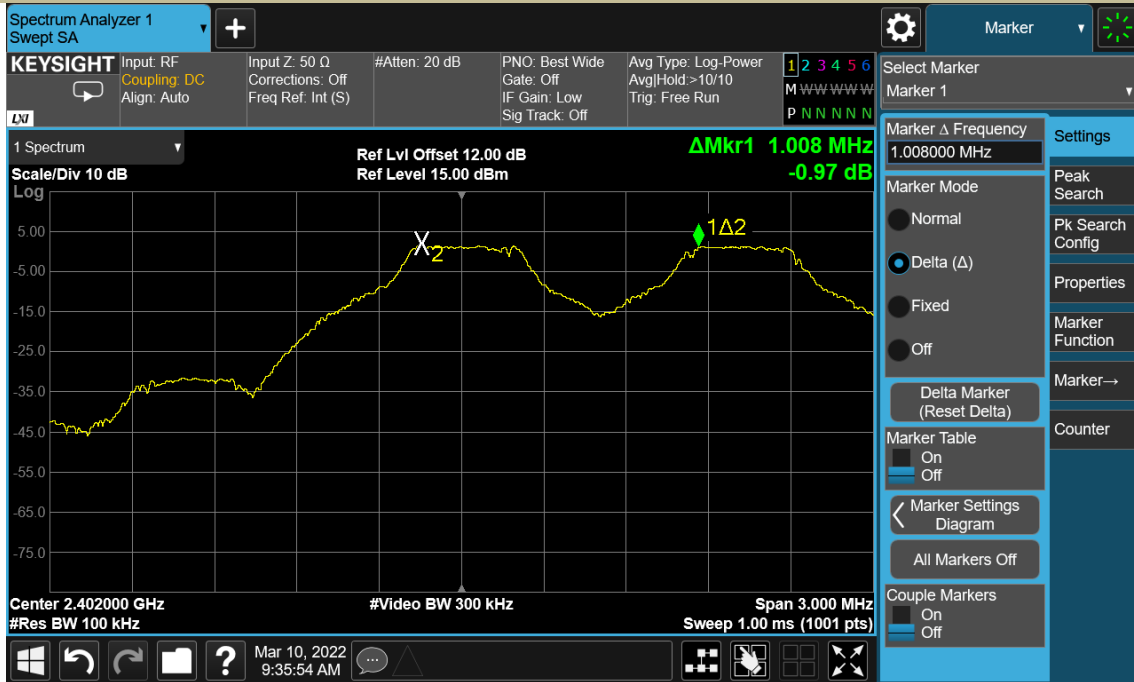 Spectrum Analyzer 1
Swept SA
+
Marker
KEYSIGHT
LXI
Input: RF
Coupling: DC
Align: Auto
Input Z: 50 Ω
Corrections: Off
Freq Ref: Int (S)
#Atten: 20 dB
PNO: Best Wide
Gate: Off
IF Gain: Low
Sig Track: Off
Avg Type: Log-Power
Avg|Hold:>10/10
Trig: Free Run
1 2 3 4 5 6
M W W W W W
P N N N N N
Select Marker
Marker 1
1 Spectrum
Scale/Div 10 dB
Log
Ref Lvl Offset 12.00 dB
Ref Level 15.00 dBm
ΔMkr1 1.008 MHz
-0.97 dB
5.00
-5.00
-15.0
-25.0
-35.0
-45.0
-55.0
-65.0
-75.0
X2
1Δ2
Center 2.402000 GHz
#Res BW 100 kHz
#Video BW 300 kHz
Span 3.000 MHz
Sweep 1.00 ms (1001 pts)
Marker Δ Frequency
1.008000 MHz
Marker Mode
Normal
Delta (Δ)
Fixed
Off
Delta Marker
(Reset Delta)
Marker Table
On
Off
Marker Settings
Diagram
All Markers Off
Couple Markers
On
Off
Settings
Peak
Search
Pk Search
Config
Properties
Marker
Function
Marker→
Counter
?
Mar 10, 2022
9:35:54 AM